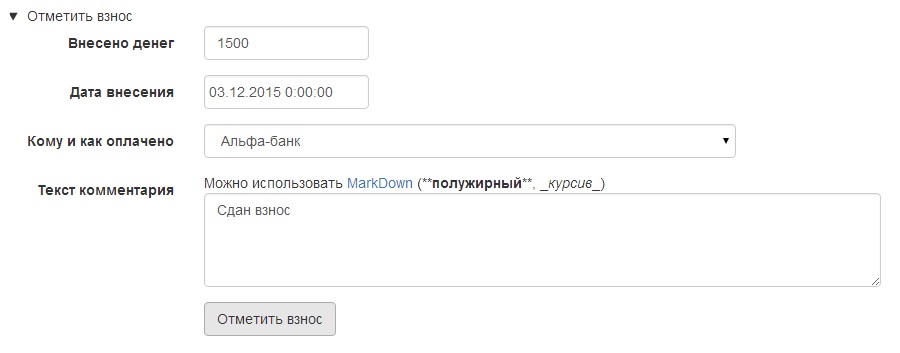 ▼ Отметить взнос
Внесено денег 1500
Дата внесения 03.12.2015 0:00:00
Кому и как оплачено Альфа-банк
Текст комментария Можно использовать MarkDown (**полужирный**, _курсив_)
Сдан взнос
Отметить взнос